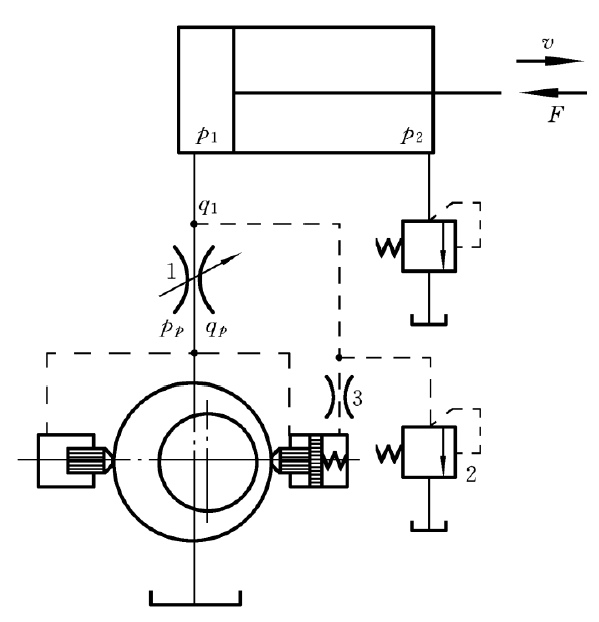 v
F
p₁
p₂
q₁
1
pₚ
qₚ
3
2